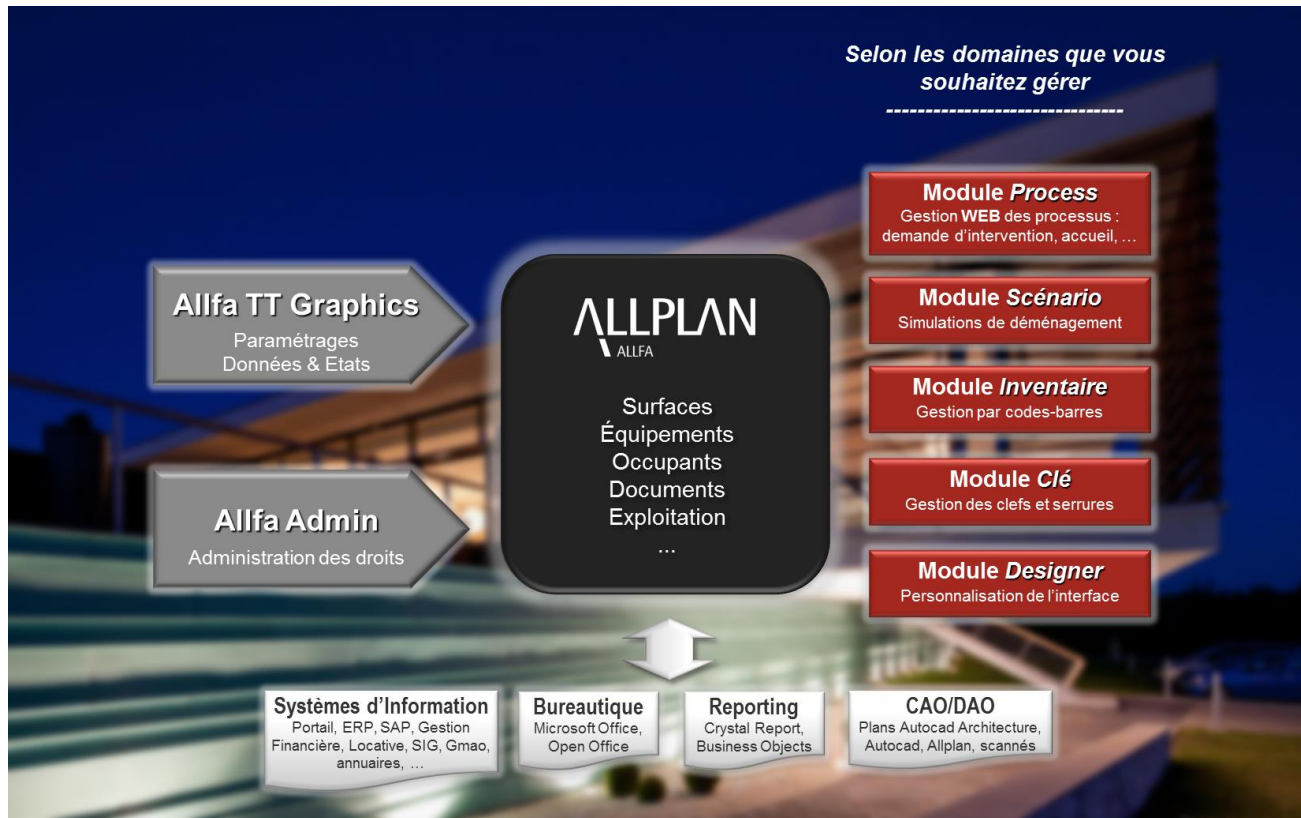 Selon les domaines que vous
souhaitez gérer
-------------------------------
Allfa TT Graphics
Paramétrages
Données & Etats
Allfa Admin
Administration des droits
ALLPLAN
ALLFA
Surfaces
Équipements
Occupants
Documents
Exploitation
...
Module Process
Gestion WEB des processus :
demande d'intervention, accueil, ...
Module Scénario
Simulations de déménagement
Module Inventaire
Gestion par codes-barres
Module Clé
Gestion des clefs et serrures
Module Designer
Personnalisation de l'interface
Systèmes d'Information
Portail, ERP, SAP, Gestion
Financière, Locative, SIG, Gmao,
annuaires, ...
Bureautique
Microsoft Office,
Open Office
Reporting
Crystal Report,
Business Objects
CAO/DAO
Plans Autocad Architecture,
Autocad, Allplan, scannés